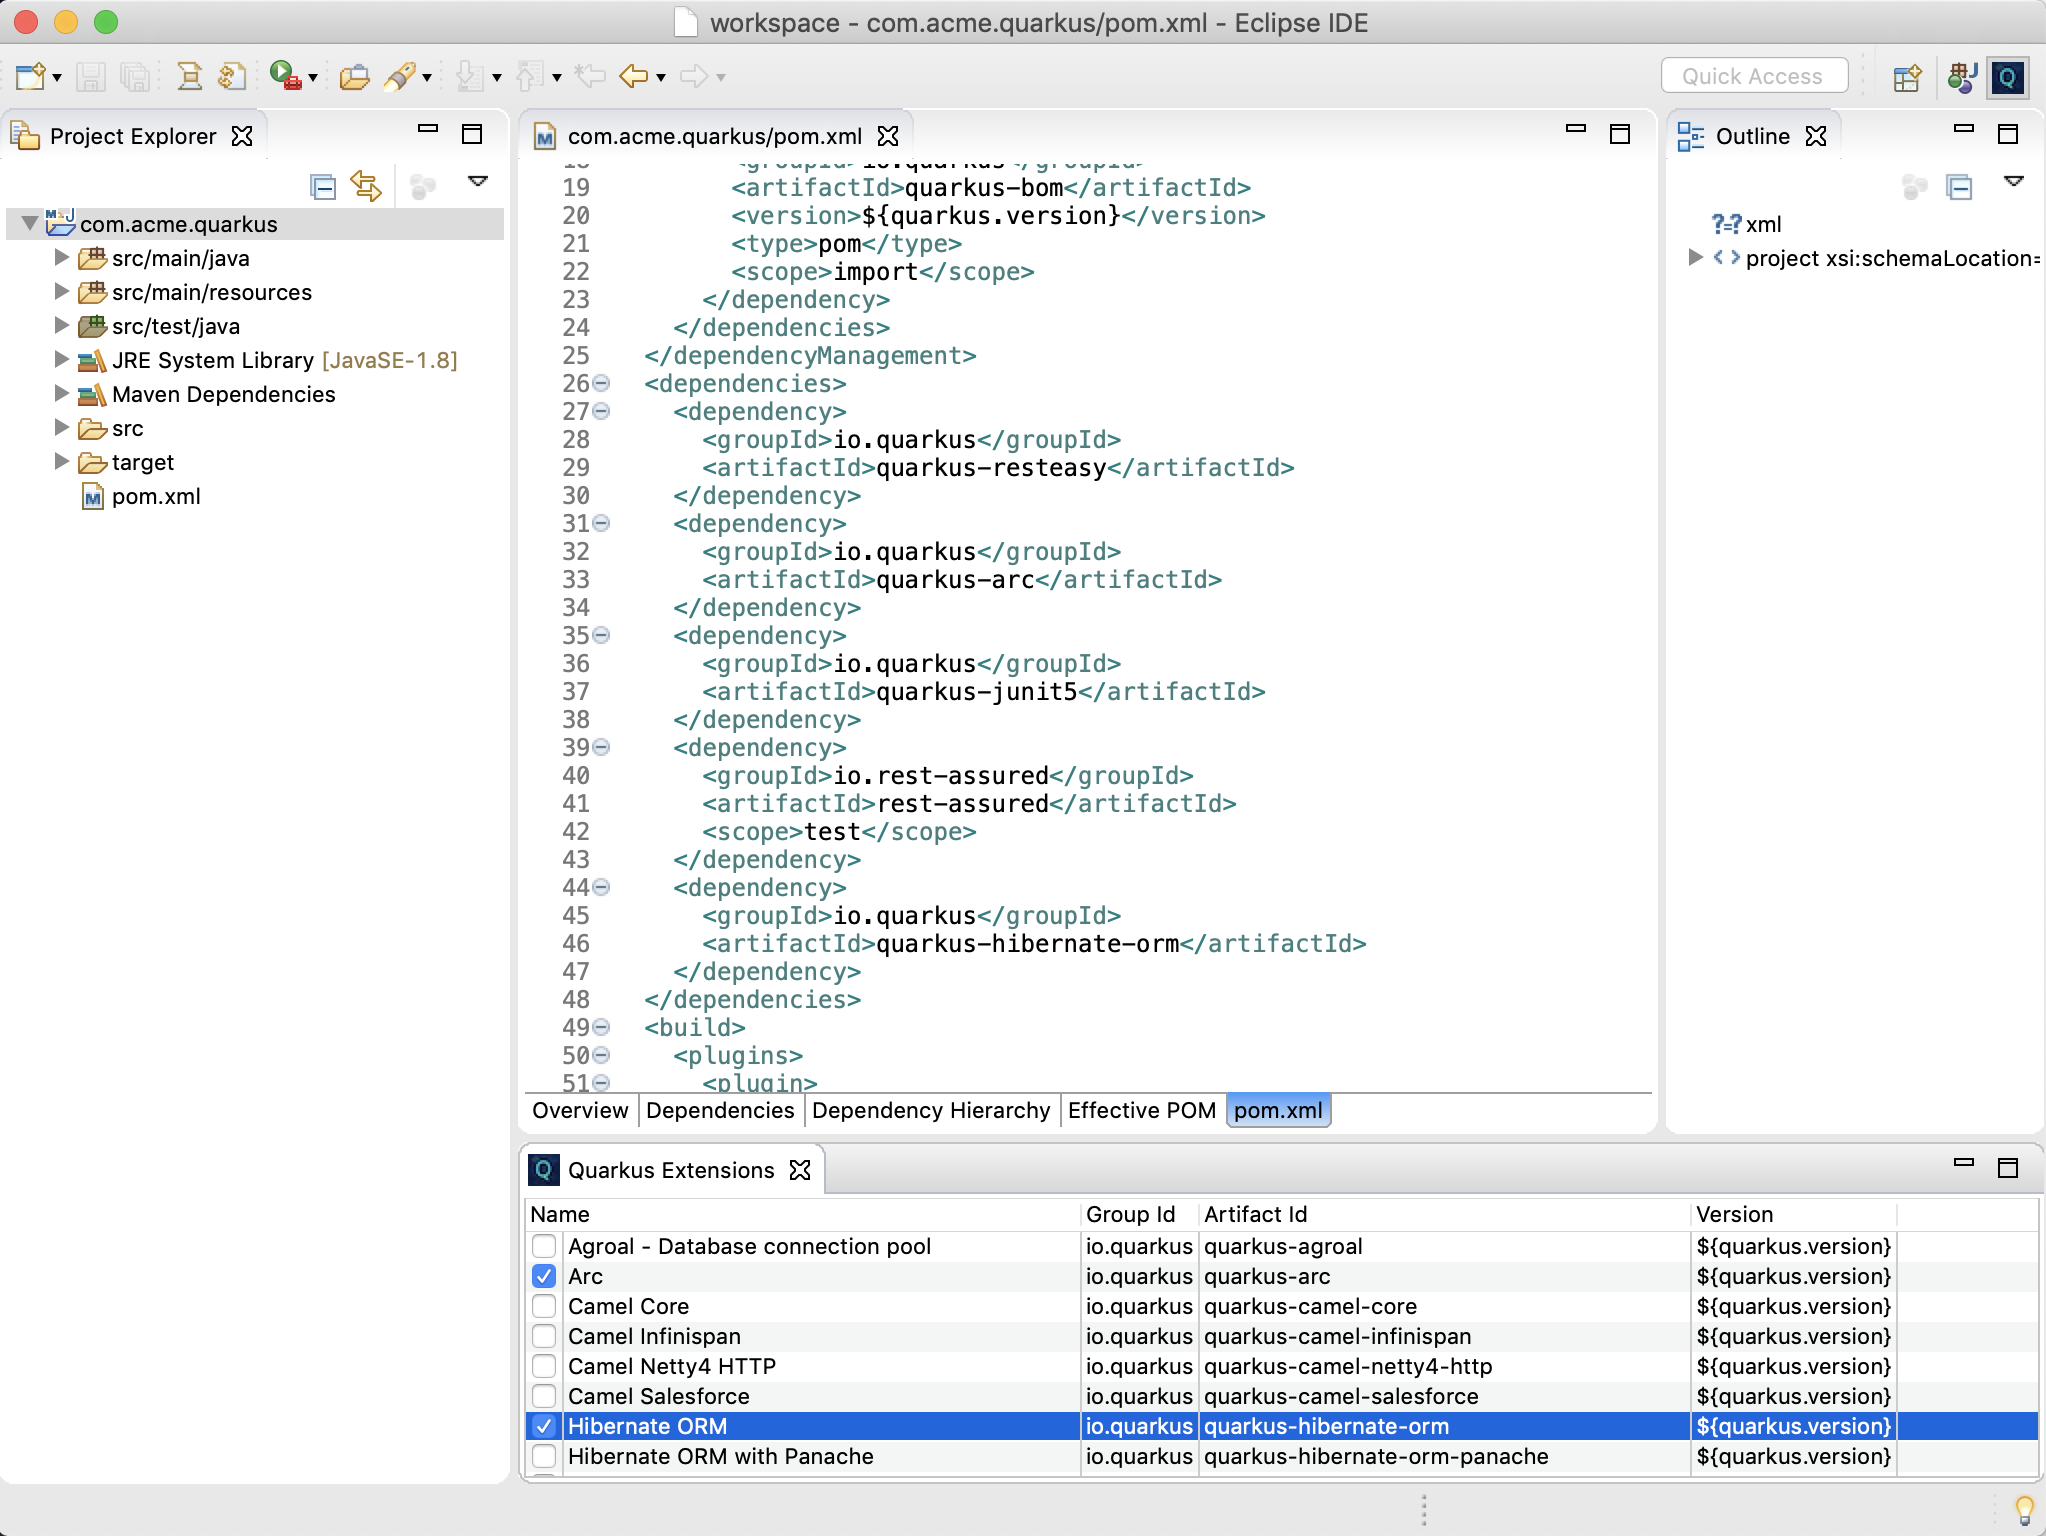 workspace - com.acme.quarkus/pom.xml - Eclipse IDE
Quick Access
Project Explorer
com.acme.quarkus
src/main/java
src/main/resources
src/test/java
JRE System Library [JavaSE-1.8]
Maven Dependencies
src
target
pom.xml
com.acme.quarkus/pom.xml
18 <groupId>io.quarkus</groupId>
19 <artifactId>quarkus-bom</artifactId>
20 <version>${quarkus.version}</version>
21 <type>pom</type>
22 <scope>import</scope>
23 </dependency>
24 </dependencies>
25 </dependencyManagement>
26 <dependencies>
27 <dependency>
28 <groupId>io.quarkus</groupId>
29 <artifactId>quarkus-resteasy</artifactId>
30 </dependency>
31 <dependency>
32 <groupId>io.quarkus</groupId>
33 <artifactId>quarkus-arc</artifactId>
34 </dependency>
35 <dependency>
36 <groupId>io.quarkus</groupId>
37 <artifactId>quarkus-junit5</artifactId>
38 </dependency>
39 <dependency>
40 <groupId>io.rest-assured</groupId>
41 <artifactId>rest-assured</artifactId>
42 <scope>test</scope>
43 </dependency>
44 <dependency>
45 <groupId>io.quarkus</groupId>
46 <artifactId>quarkus-hibernate-orm</artifactId>
47 </dependency>
48 </dependencies>
49 <build>
50 <plugins>
51 <plugin>
Overview Dependencies Dependency Hierarchy Effective POM pom.xml
Outline
?=? xml
<> project xsi:schemaLocation=
Quarkus Extensions
Name Group Id Artifact Id Version
Agroal - Database connection pool io.quarkus quarkus-agroal ${quarkus.version}
Arc io.quarkus quarkus-arc ${quarkus.version}
Camel Core io.quarkus quarkus-camel-core ${quarkus.version}
Camel Infinispan io.quarkus quarkus-camel-infinispan ${quarkus.version}
Camel Netty4 HTTP io.quarkus quarkus-camel-netty4-http ${quarkus.version}
Camel Salesforce io.quarkus quarkus-camel-salesforce ${quarkus.version}
Hibernate ORM io.quarkus quarkus-hibernate-orm ${quarkus.version}
Hibernate ORM with Panache io.quarkus quarkus-hibernate-orm-panache ${quarkus.version}